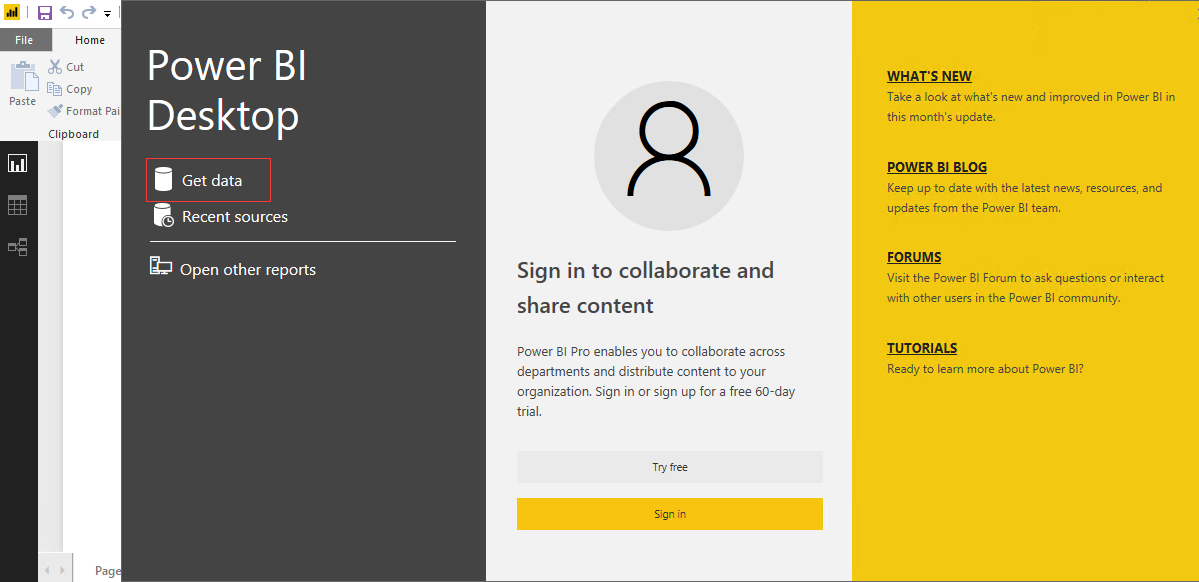 File
Home
Paste
Cut
Copy
Format Pai
Clipboard
Page
Power BI
Desktop
Get data
Recent sources
Open other reports
Sign in to collaborate and
share content
Power BI Pro enables you to collaborate across
departments and distribute content to your
organization. Sign in or sign up for a free 60-day
trial.
Try free
Sign in
WHAT'S NEW
Take a look at what's new and improved in Power BI in
this month's update.
POWER BI BLOG
Keep up to date with the latest news, resources, and
updates from the Power BI team.
FORUMS
Visit the Power BI Forum to ask questions or interact
with other users in the Power BI community.
TUTORIALS
Ready to learn more about Power BI?